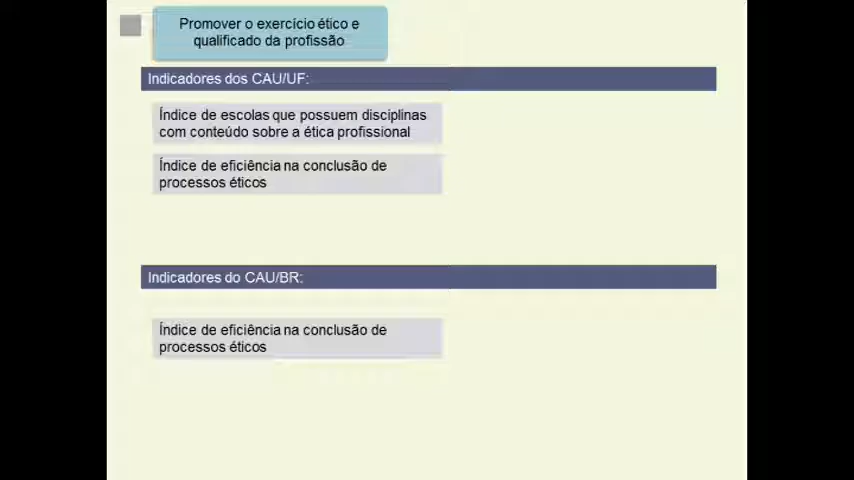 Promover o exercício ético e
qualificado da profissão
Indicadores dos CAU/UF:
Índice de escolas que possuem disciplinas
com conteúdo sobre a ética profissional
Índice de eficiência na conclusão de
processos éticos
Indicadores do CAU/BR:
Índice de eficiência na conclusão de
processos éticos